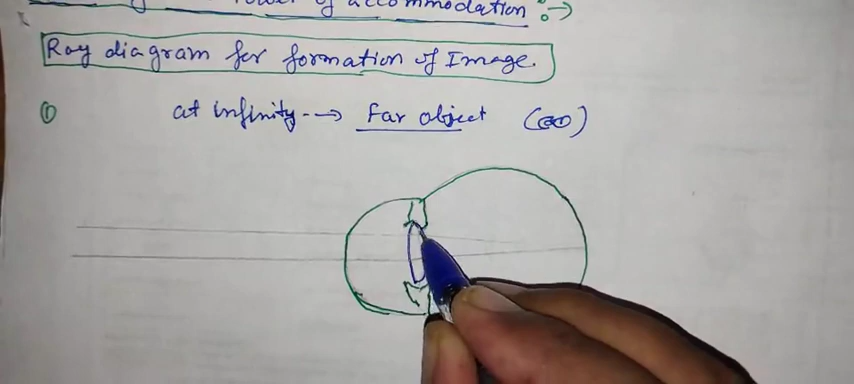 of accommodation :->
Ray diagram for formation of Image.
① at infinity --> Far object (∞)